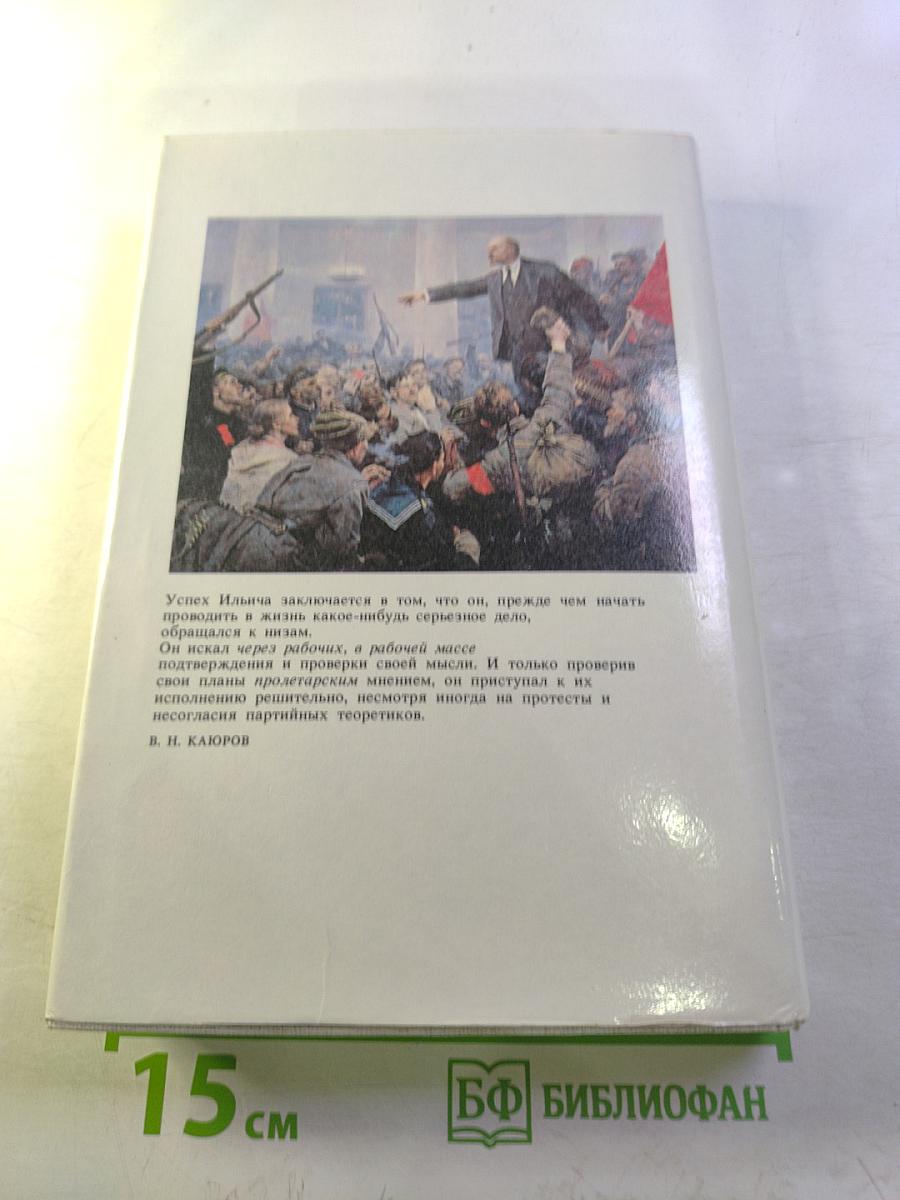 Успех Ильича заключается в том, что он, прежде чем начать
проводить в жизнь какое-нибудь серьезное дело,
обращался к низам.
Он искал через рабочих, в рабочей массе
подтверждения и проверки своей мысли. И только проверив
свои планы пролетарским мнением, он приступал к их
исполнению решительно, несмотря иногда на протесты и
несогласия партийных теоретиков.
В. Н. КАЮРОВ
15 см
БФ БИБЛИОФАН